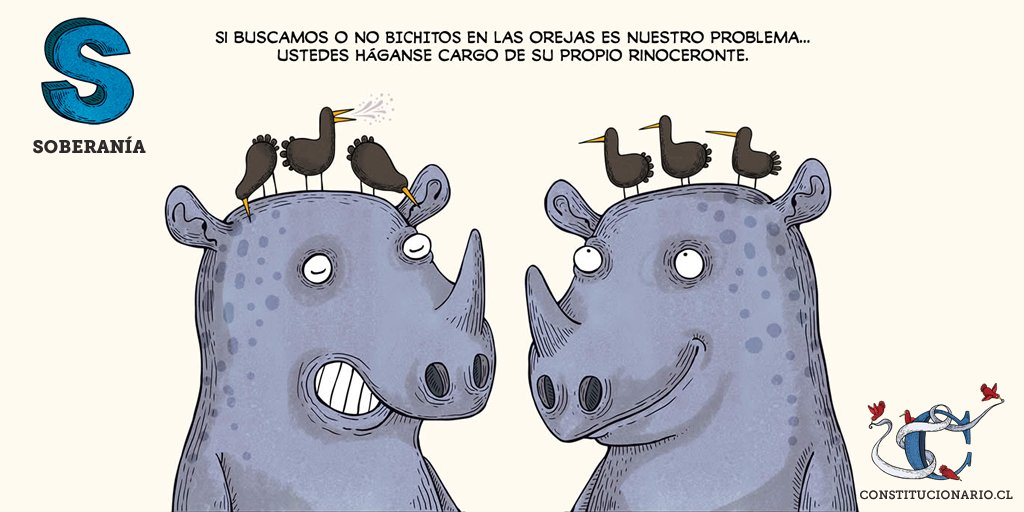 S
SOBERANÍA
SI BUSCAMOS O NO BICHITOS EN LAS OREJAS ES NUESTRO PROBLEMA...
USTEDES HÁGANSE CARGO DE SU PROPIO RINOCERONTE.
C
CONSTITUCIONARIO.CL